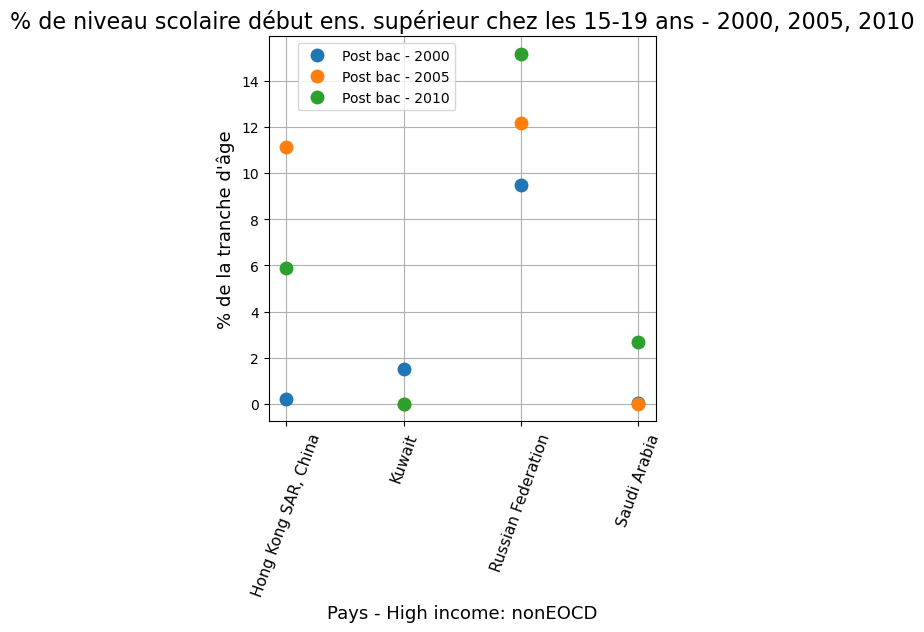 % de niveau scolaire début ens. supérieur chez les 15-19 ans - 2000, 2005, 2010
Post bac - 2000
Post bac - 2005
Post bac - 2010
% de la tranche d'âge
14
12
10
8
6
4
2
0
Hong Kong SAR, China
Kuwait
Russian Federation
Saudi Arabia
Pays - High income: nonEOCD